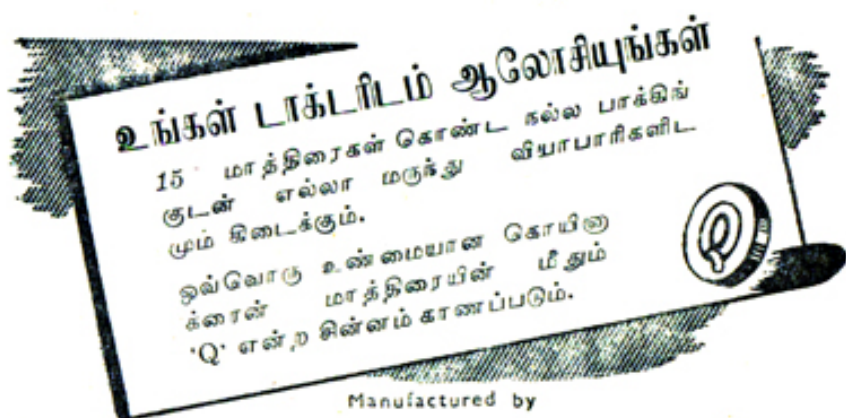 உங்கள் டாக்டரிடம் ஆலோசியுங்கள்
15 மாத்திரைகள் கொண்ட நல்ல பாக்கிங்
குடன் எல்லா மருந்து வியாபாரிகளிட
மும் கிடைக்கும்.
ஒவ்வொரு உண்மையான கொயினு
க்ரைன் மாத்திரையின் மீதும்
'Q' என்ற சின்னம் காணப்படும்.
Q
Manufactured by